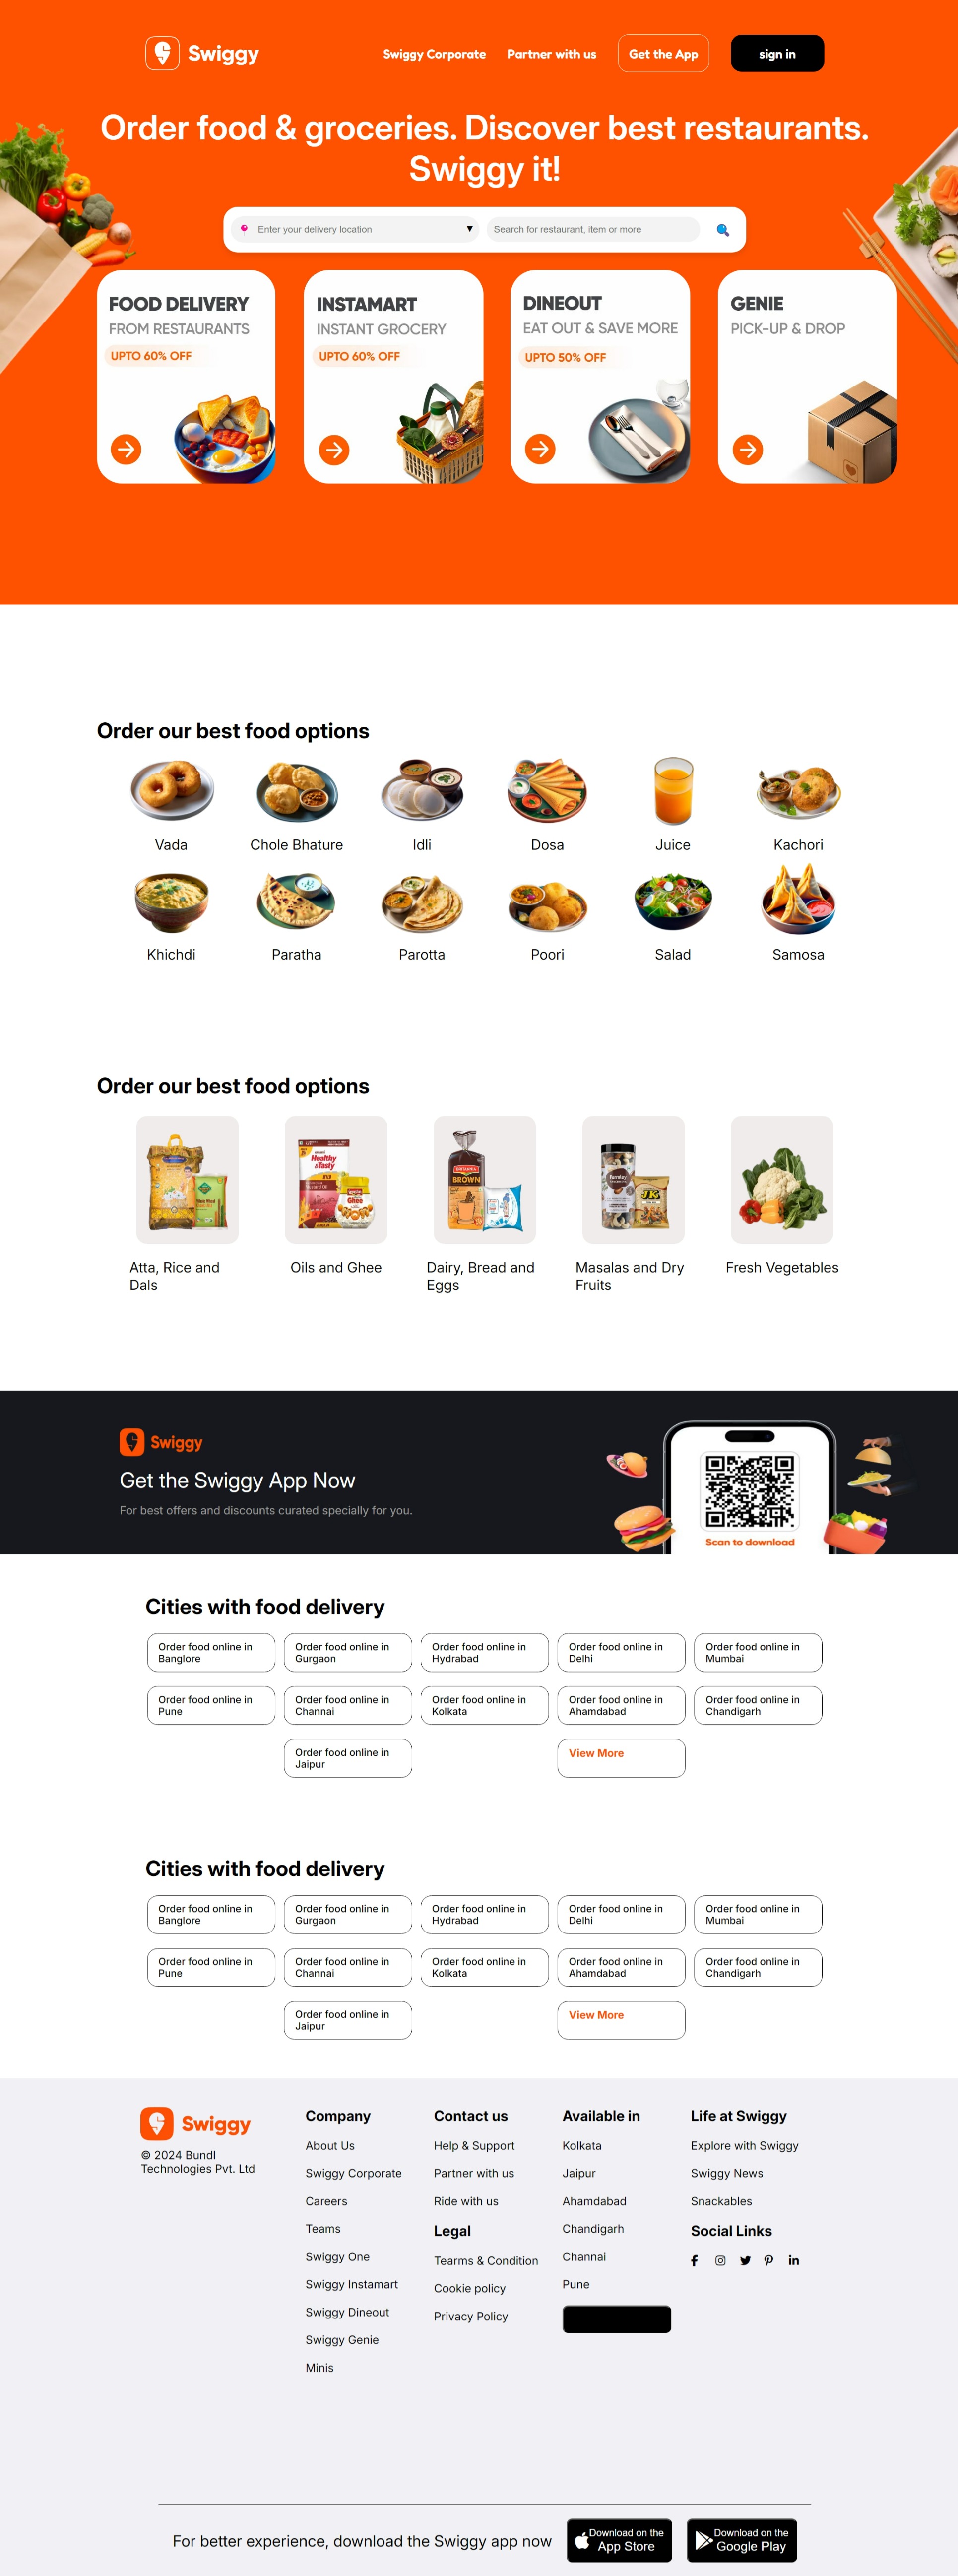 Swiggy
Swiggy Corporate
Partner with us
Get the App
sign in
Order food & groceries. Discover best restaurants.
Swiggy it!
Enter your delivery location
Search for restaurant, item or more
FOOD DELIVERY
FROM RESTAURANTS
UPTO 60% OFF
INSTAMART
INSTANT GROCERY
UPTO 60% OFF
DINEOUT
EAT OUT & SAVE MORE
UPTO 50% OFF
GENIE
PICK-UP & DROP
Order our best food options
Vada
Chole Bhature
Idli
Dosa
Juice
Kachori
Khichdi
Paratha
Parotta
Poori
Salad
Samosa
Order our best food options
Healthy
&Tasty
Ghee
BRITANNIA
BROWN
Farmley
JK
Atta, Rice and
Dals
Oils and Ghee
Dairy, Bread and
Eggs
Masalas and Dry
Fruits
Fresh Vegetables
Swiggy
Get the Swiggy App Now
For best offers and discounts curated specially for you.
Scan to download
Cities with food delivery
Order food online in
Banglore
Order food online in
Gurgaon
Order food online in
Hydrabad
Order food online in
Delhi
Order food online in
Mumbai
Order food online in
Pune
Order food online in
Channai
Order food online in
Kolkata
Order food online in
Ahamdabad
Order food online in
Chandigarh
Order food online in
Jaipur
View More
Cities with food delivery
Order food online in
Banglore
Order food online in
Gurgaon
Order food online in
Hydrabad
Order food online in
Delhi
Order food online in
Mumbai
Order food online in
Pune
Order food online in
Channai
Order food online in
Kolkata
Order food online in
Ahamdabad
Order food online in
Chandigarh
Order food online in
Jaipur
View More
Swiggy
© 2024 Bundl
Technologies Pvt. Ltd
Company
About Us
Swiggy Corporate
Careers
Teams
Swiggy One
Swiggy Instamart
Swiggy Dineout
Swiggy Genie
Minis
Contact us
Help & Support
Partner with us
Ride with us
Legal
Tearms & Condition
Cookie policy
Privacy Policy
Available in
Kolkata
Jaipur
Ahamdabad
Chandigarh
Channai
Pune
Life at Swiggy
Explore with Swiggy
Swiggy News
Snackables
Social Links
For better experience, download the Swiggy app now
Download on the
App Store
Download on the
Google Play